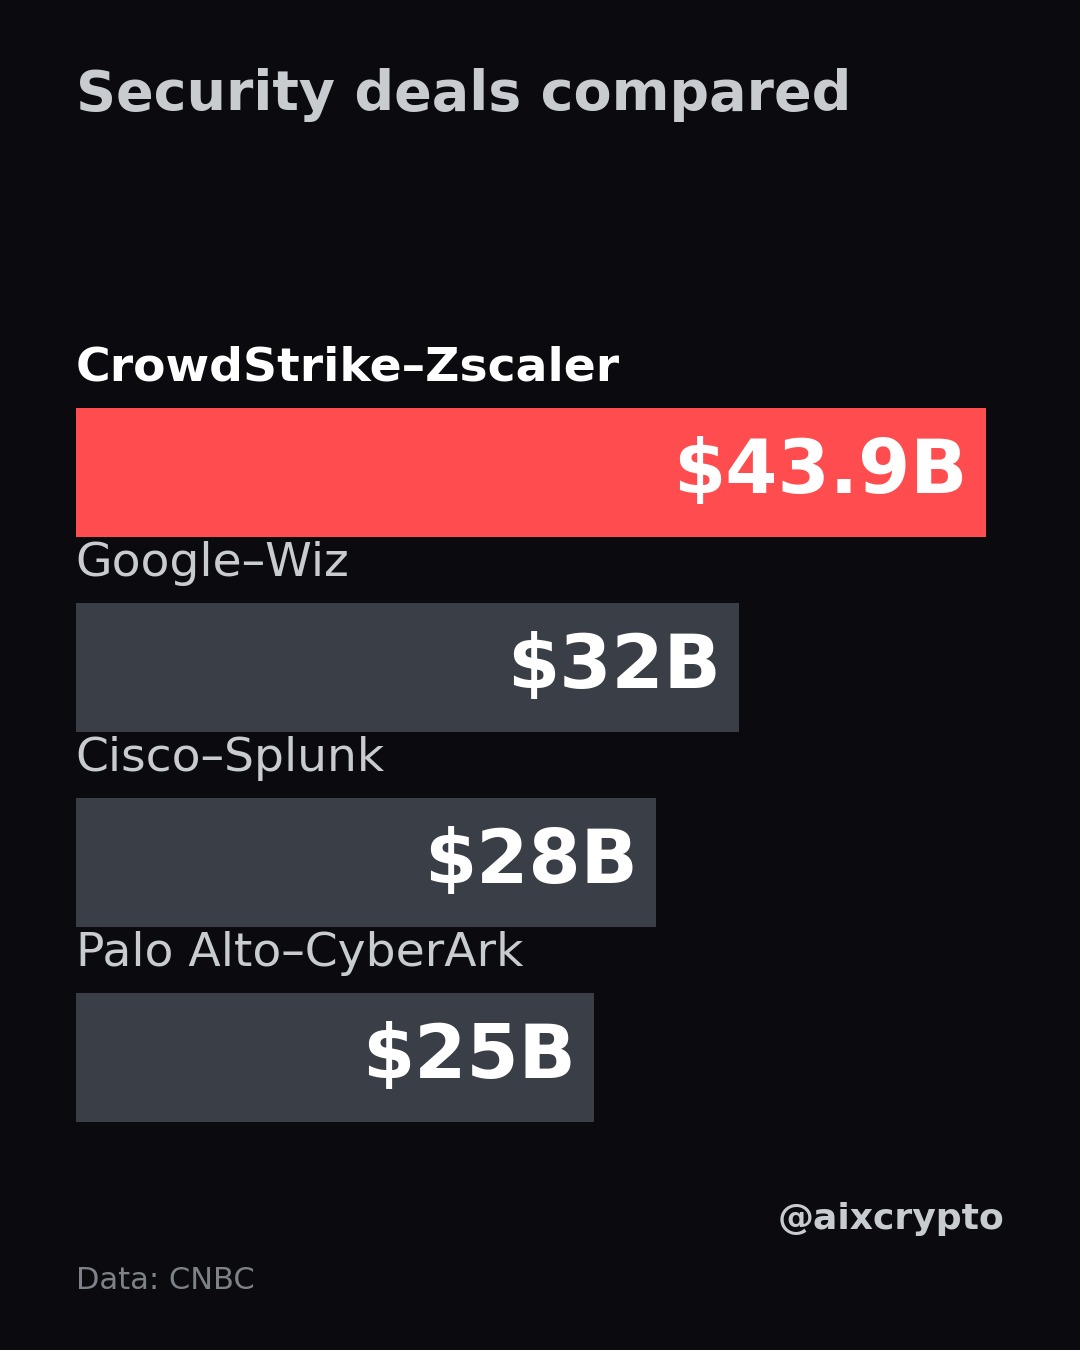 Security deals compared
CrowdStrike–Zscaler
$43.9B
Google–Wiz
$32B
Cisco–Splunk
$28B
Palo Alto–CyberArk
$25B
@aixcrypto
Data: CNBC